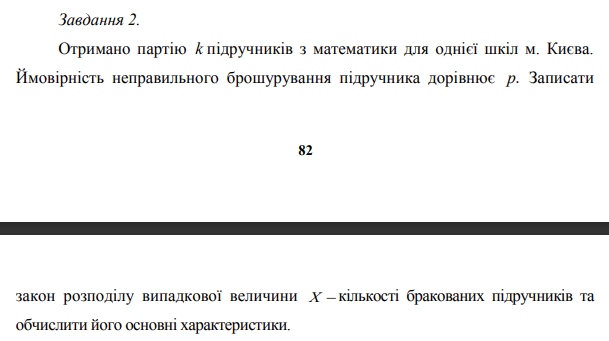 Завдання 2.
Отримано партію k підручників з математики для однієї шкіл м. Києва.
Ймовірність неправильного брошурування підручника дорівнює p. Записати
82
закон розподілу випадкової величини X – кількості бракованих підручників та
обчислити його основні характеристики.